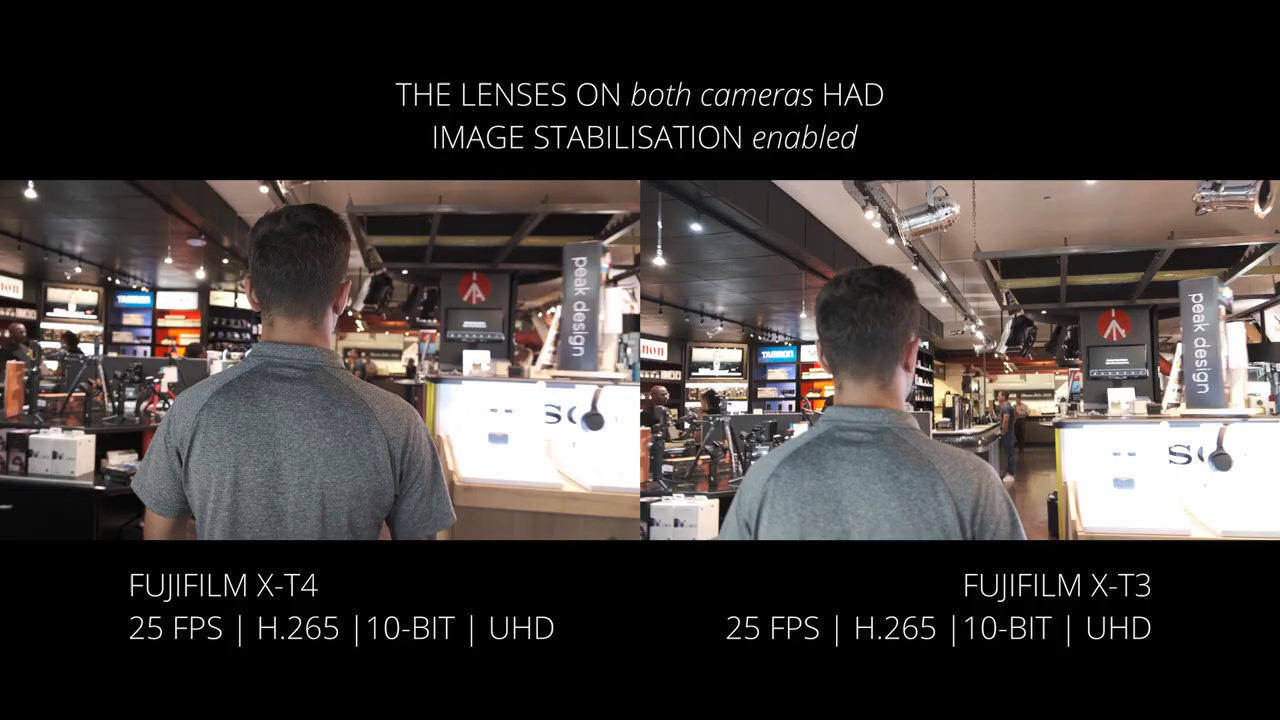 THE LENSES ON both cameras HAD
IMAGE STABILISATION enabled
TAMRON
peak design
TAMRON
peak design
FUJIFILM X-T4
25 FPS | H.265 |10-BIT | UHD
FUJIFILM X-T3
25 FPS | H.265 |10-BIT | UHD